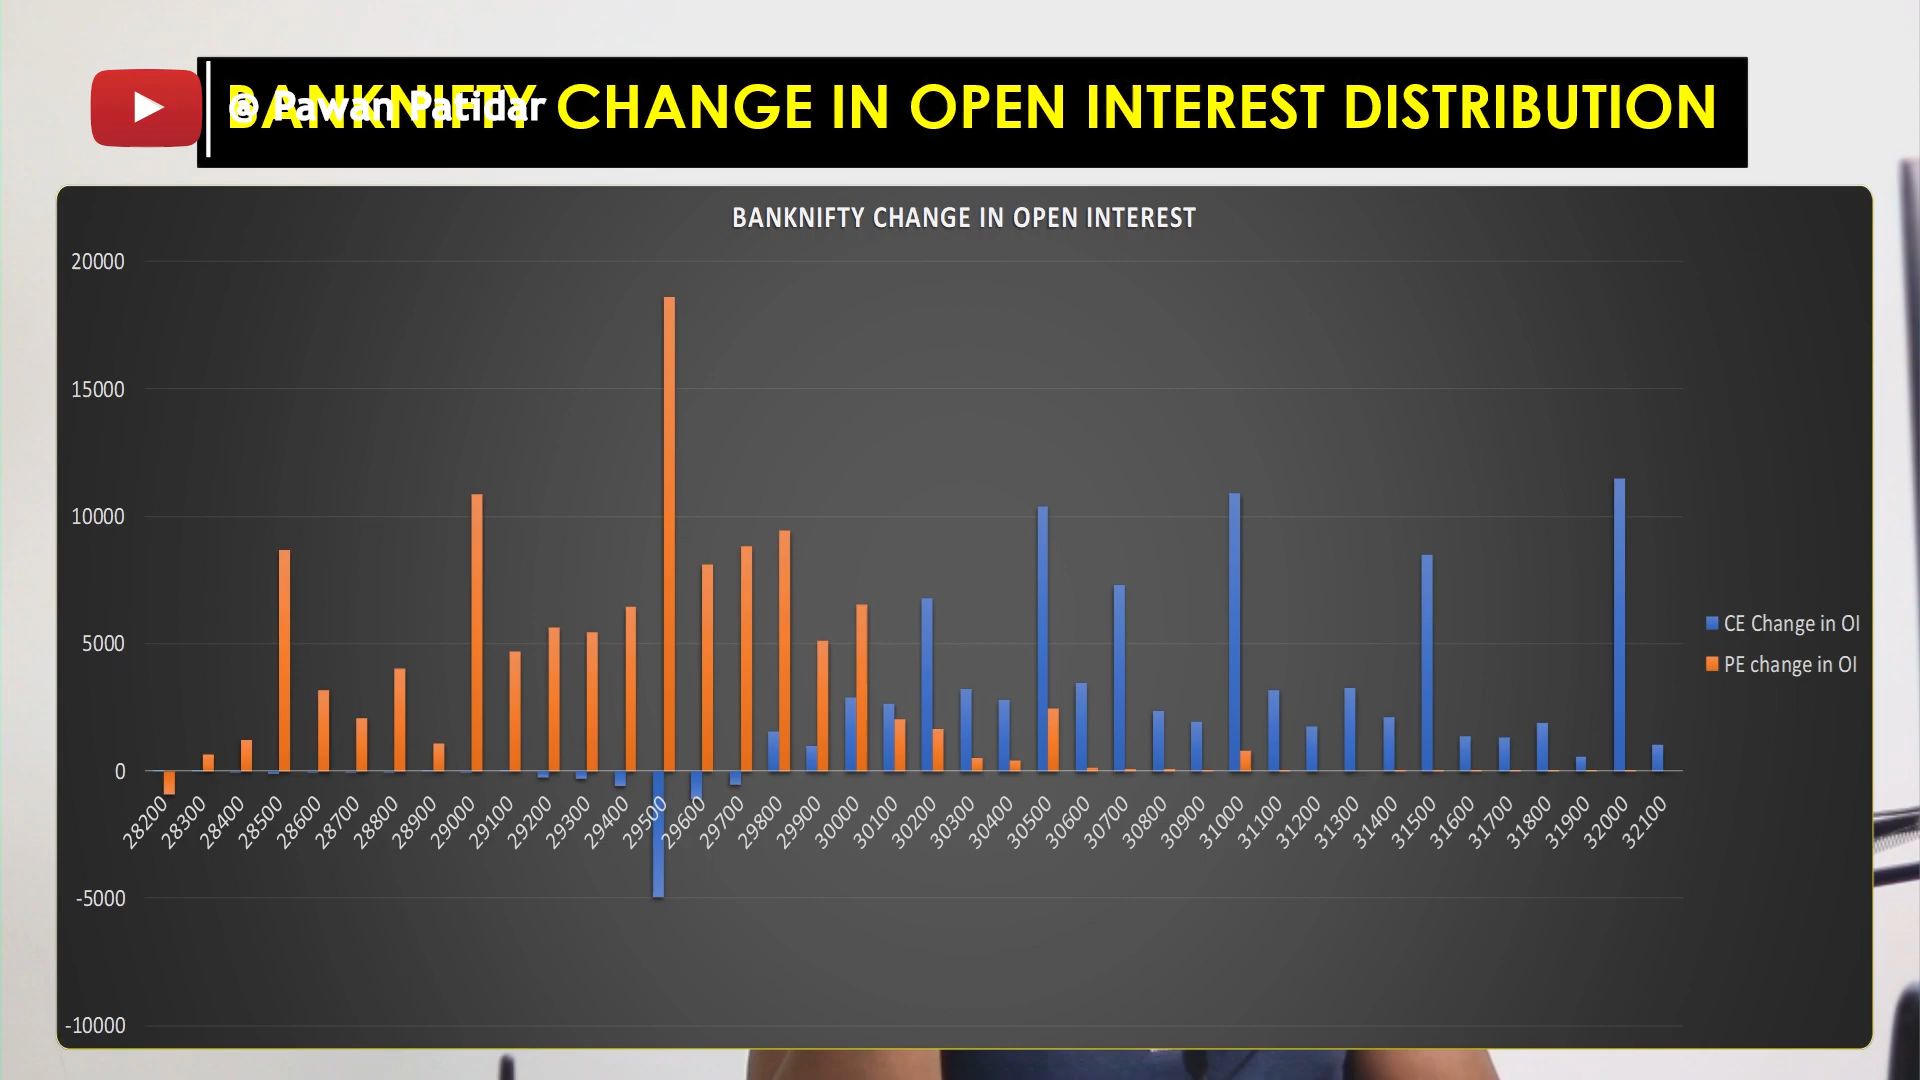 BANKNIFTY CHANGE IN OPEN INTEREST DISTRIBUTION
@ Pawan Patidar
BANKNIFTY CHANGE IN OPEN INTEREST
20000
15000
10000
5000
0
-5000
-10000
28200 28300 28400 28500 28600 28700 28800 28900 29000 29100 29200 29300 29400 29500 29600 29700 29800 29900 30000 30100 30200 30300 30400 30500 30600 30700 30800 30900 31000 31100 31200 31300 31400 31500 31600 31700 31800 31900 32000 32100
CE Change in OI
PE change in OI